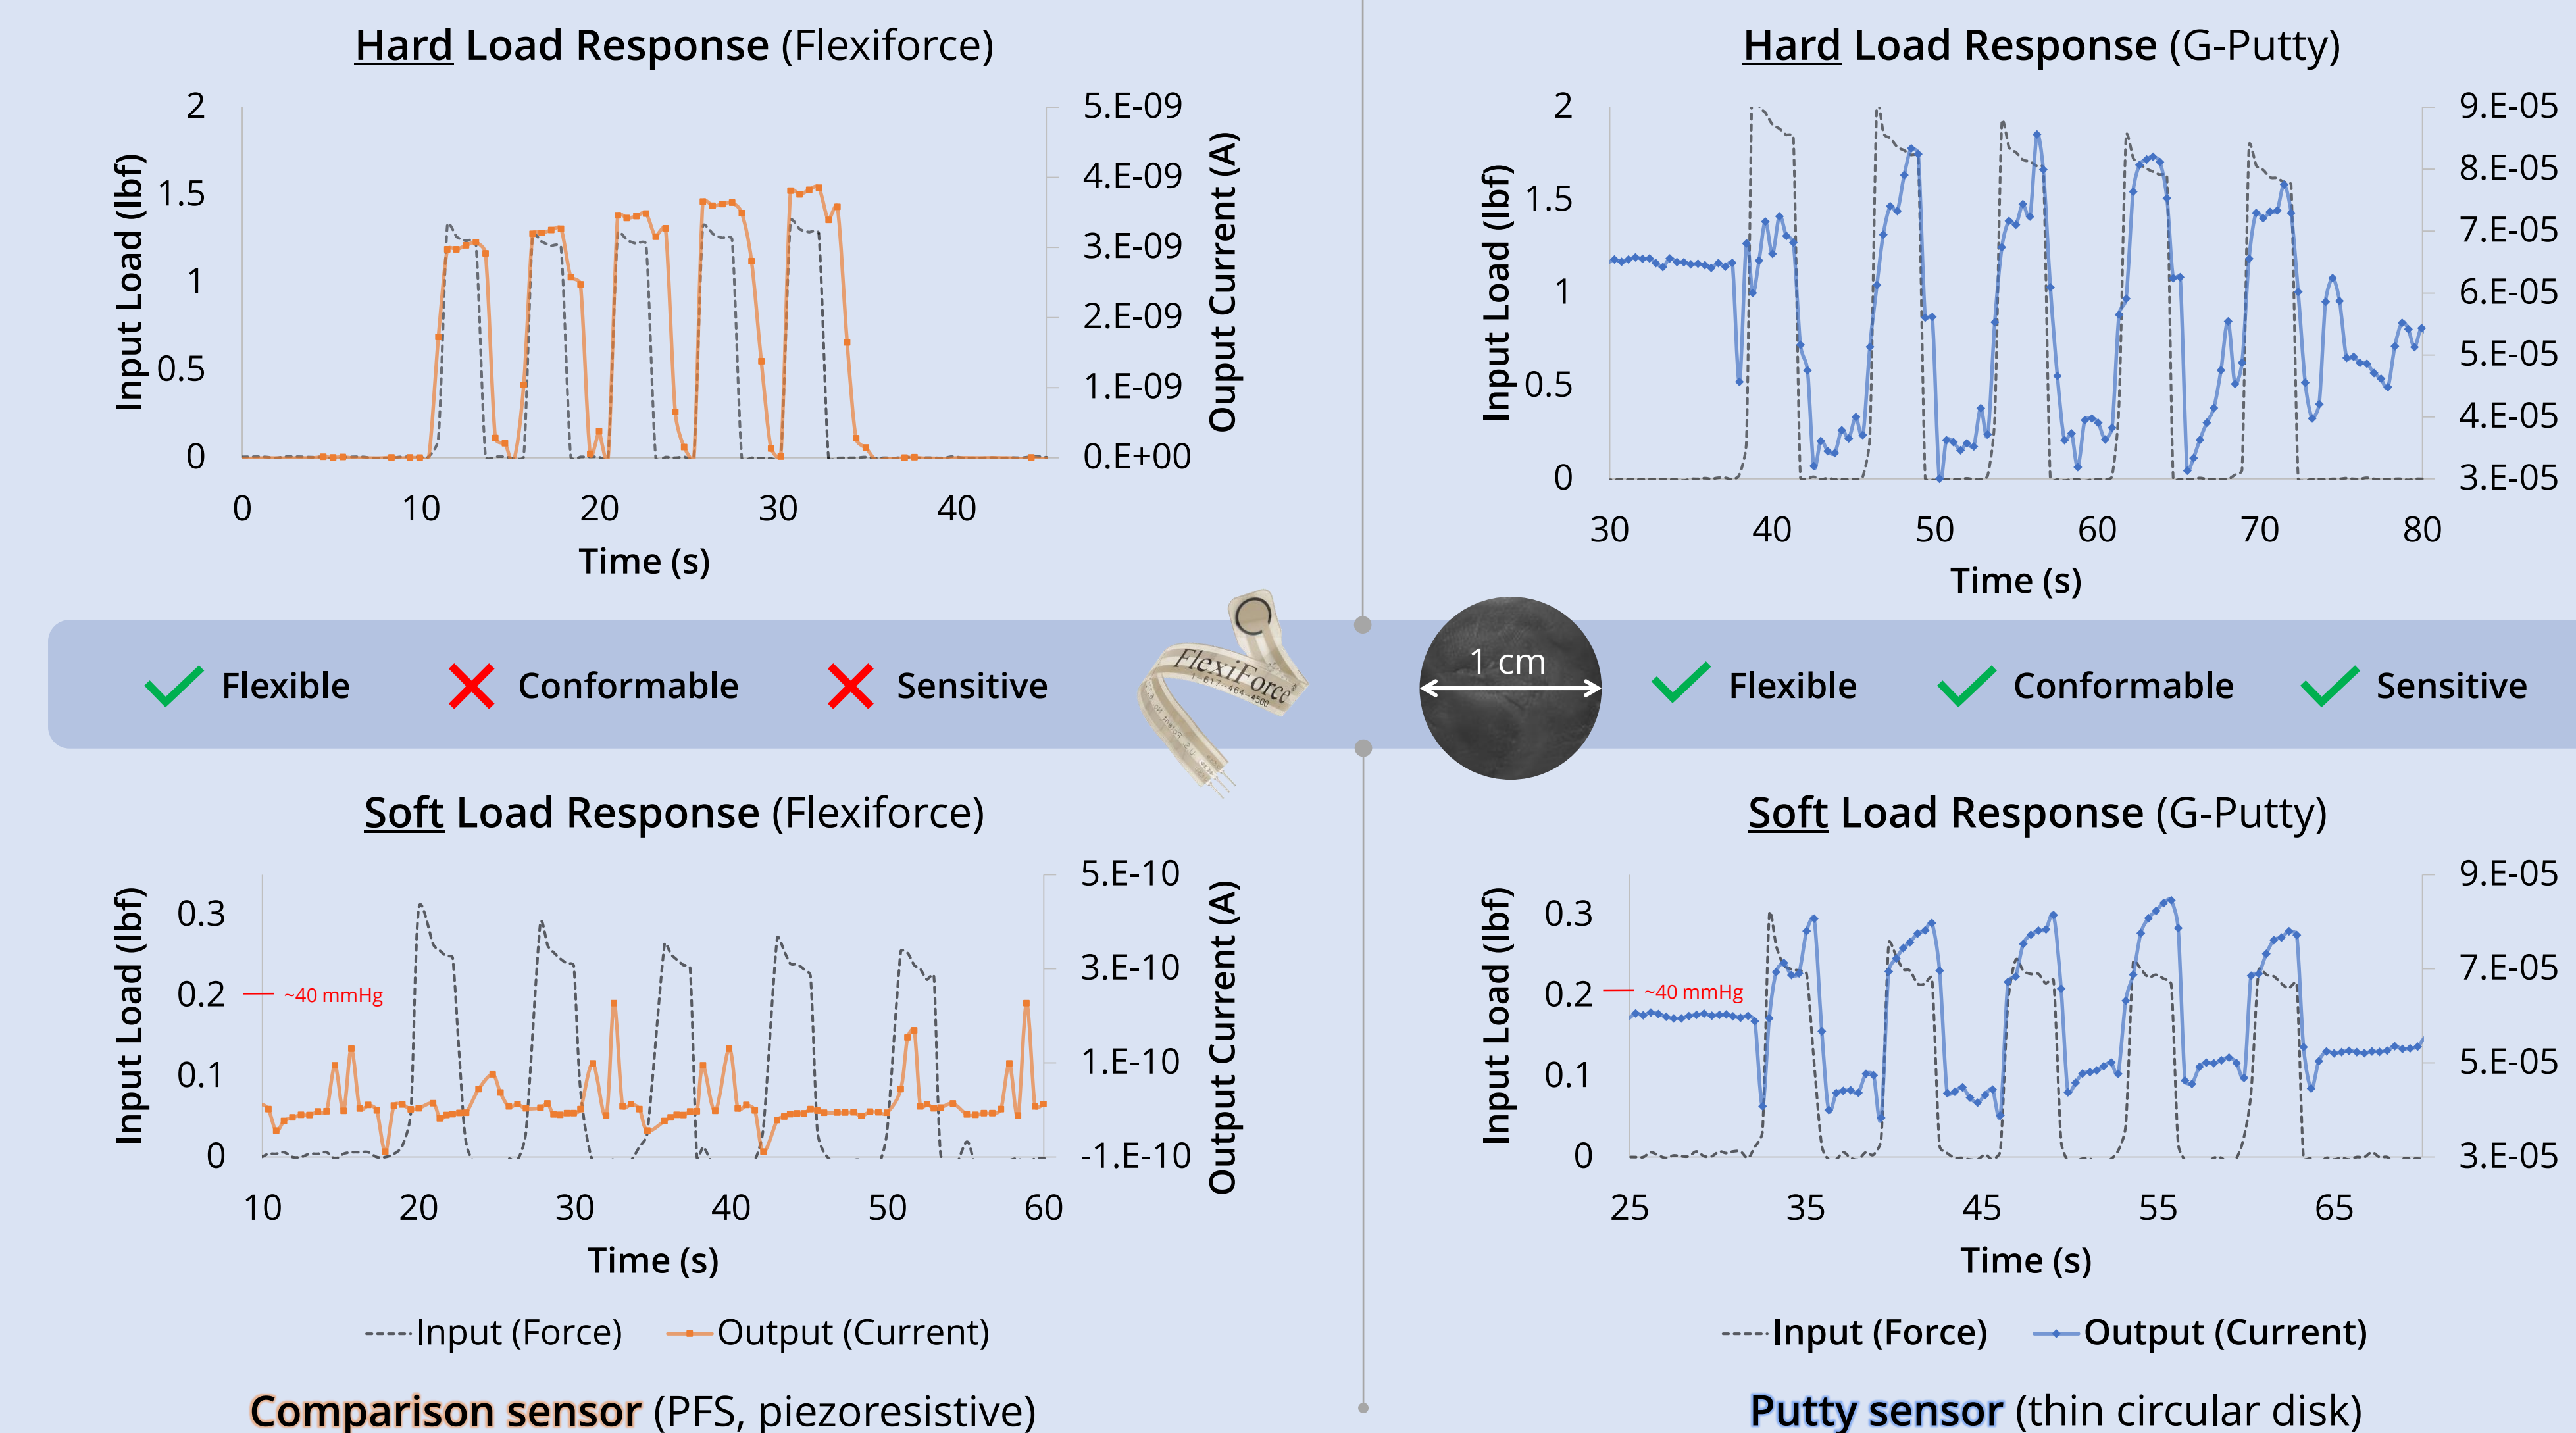 Hard Load Response (Flexiforce)
2
1.5
1
0.5
0
Input Load (lbf)
5.E-09
4.E-09
3.E-09
2.E-09
1.E-09
0.E+00
Ouput Current (A)
0 10 20 30 40
Time (s)
Hard Load Response (G-Putty)
2
1.5
1
0.5
0
Input Load (lbf)
9.E-05
8.E-05
7.E-05
6.E-05
5.E-05
4.E-05
3.E-05
30 40 50 60 70 80
Time (s)
Flexible Conformable Sensitive
FlexiForce®
1-617-464-4500
1 cm
Flexible Conformable Sensitive
Soft Load Response (Flexiforce)
0.3
0.2
0.1
0
Input Load (lbf)
~40 mmHg
5.E-10
3.E-10
1.E-10
-1.E-10
Output Current (A)
10 20 30 40 50 60
Time (s)
Input (Force) Output (Current)
Comparison sensor (PFS, piezoresistive)
Soft Load Response (G-Putty)
0.3
0.2
0.1
0
Input Load (lbf)
~40 mmHg
9.E-05
7.E-05
5.E-05
3.E-05
25 35 45 55 65
Time (s)
Input (Force) Output (Current)
Putty sensor (thin circular disk)